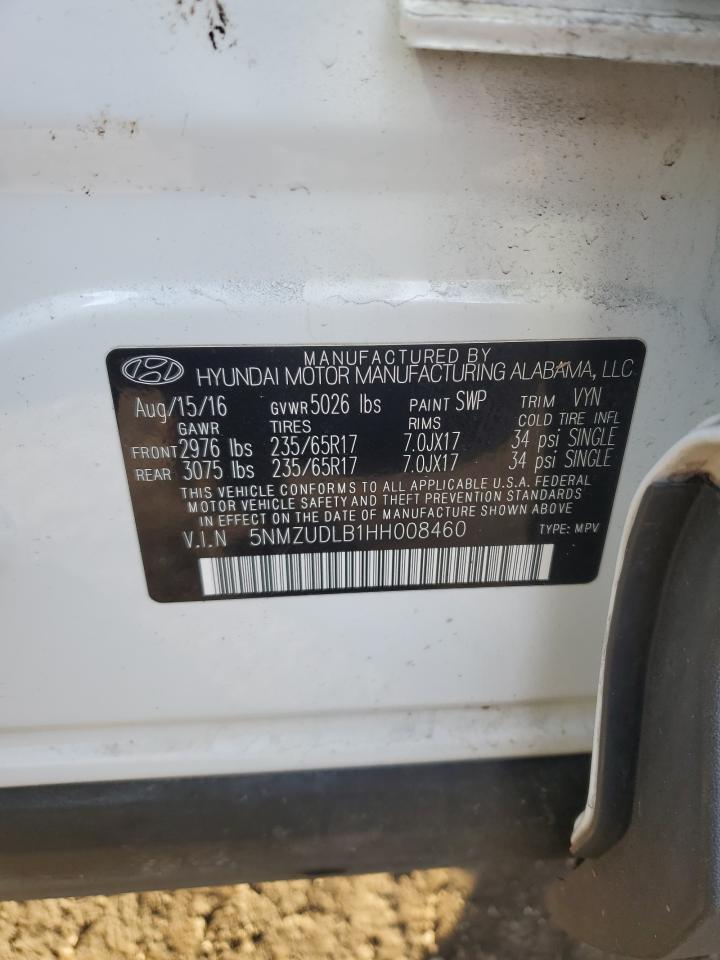 MANUFACTURED BY
HYUNDAI MOTOR MANUFACTURING ALABAMA, LLC
Aug/15/16 GVWR 5026 lbs PAINT SWP TRIM VYN
GAWR TIRES RIMS COLD TIRE INFL
FRONT 2976 lbs 235/65R17 7.0JX17 34 psi SINGLE
REAR 3075 lbs 235/65R17 7.0JX17 34 psi SINGLE
THIS VEHICLE CONFORMS TO ALL APPLICABLE U.S.A. FEDERAL
MOTOR VEHICLE SAFETY AND THEFT PREVENTION STANDARDS
IN EFFECT ON THE DATE OF MANUFACTURE SHOWN ABOVE.
V.I.N 5NMZUDLB1HH008460 TYPE: MPV